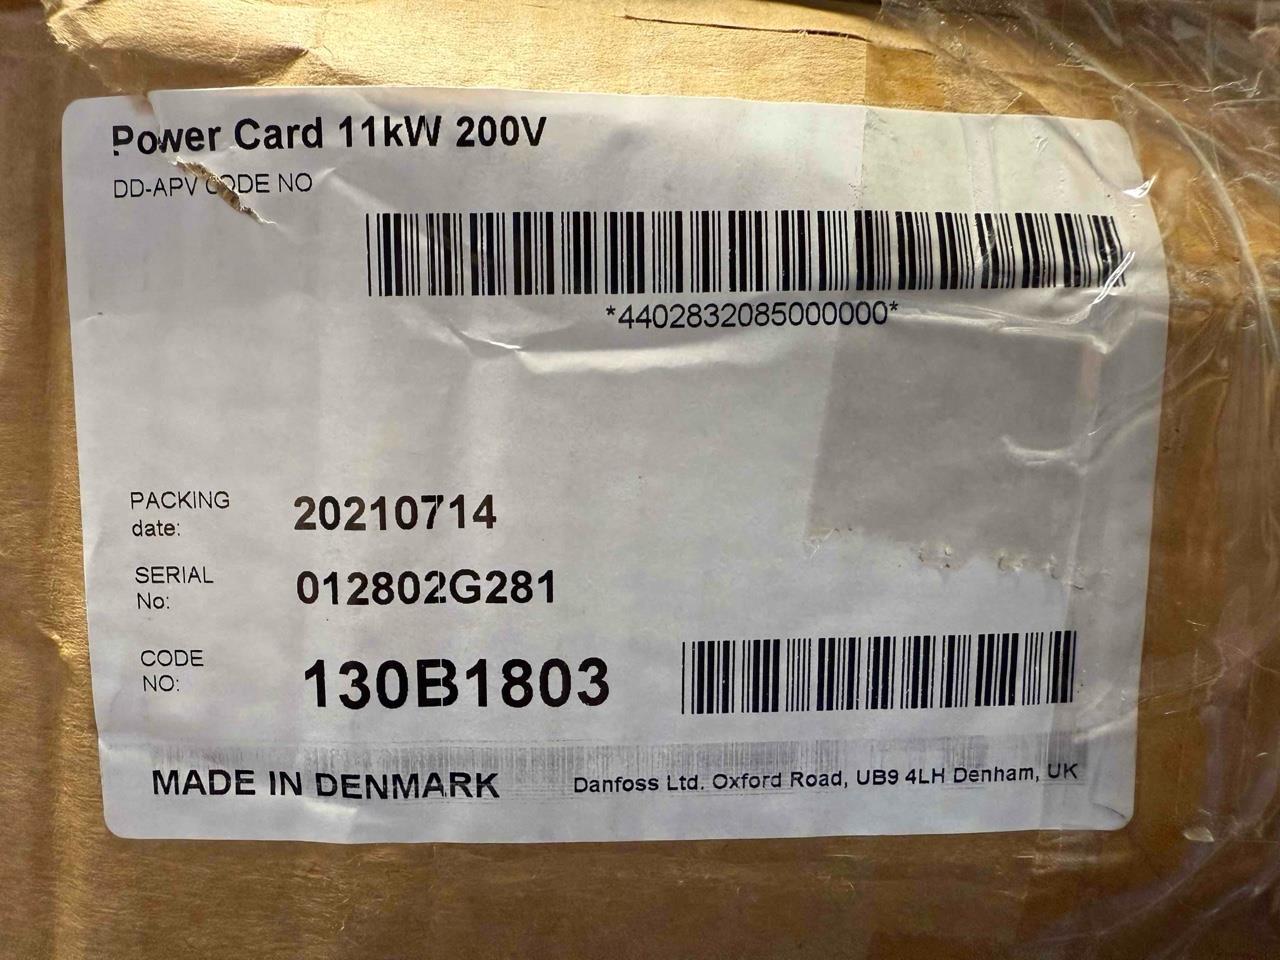 Power Card 11kW 200V
DD-APV CODE NO
*4402832085000000*
PACKING
date:
20210714
SERIAL
No:
012802G281
CODE
NO:
130B1803
MADE IN DENMARK
Danfoss Ltd. Oxford Road, UB9 4LH Denham, UK